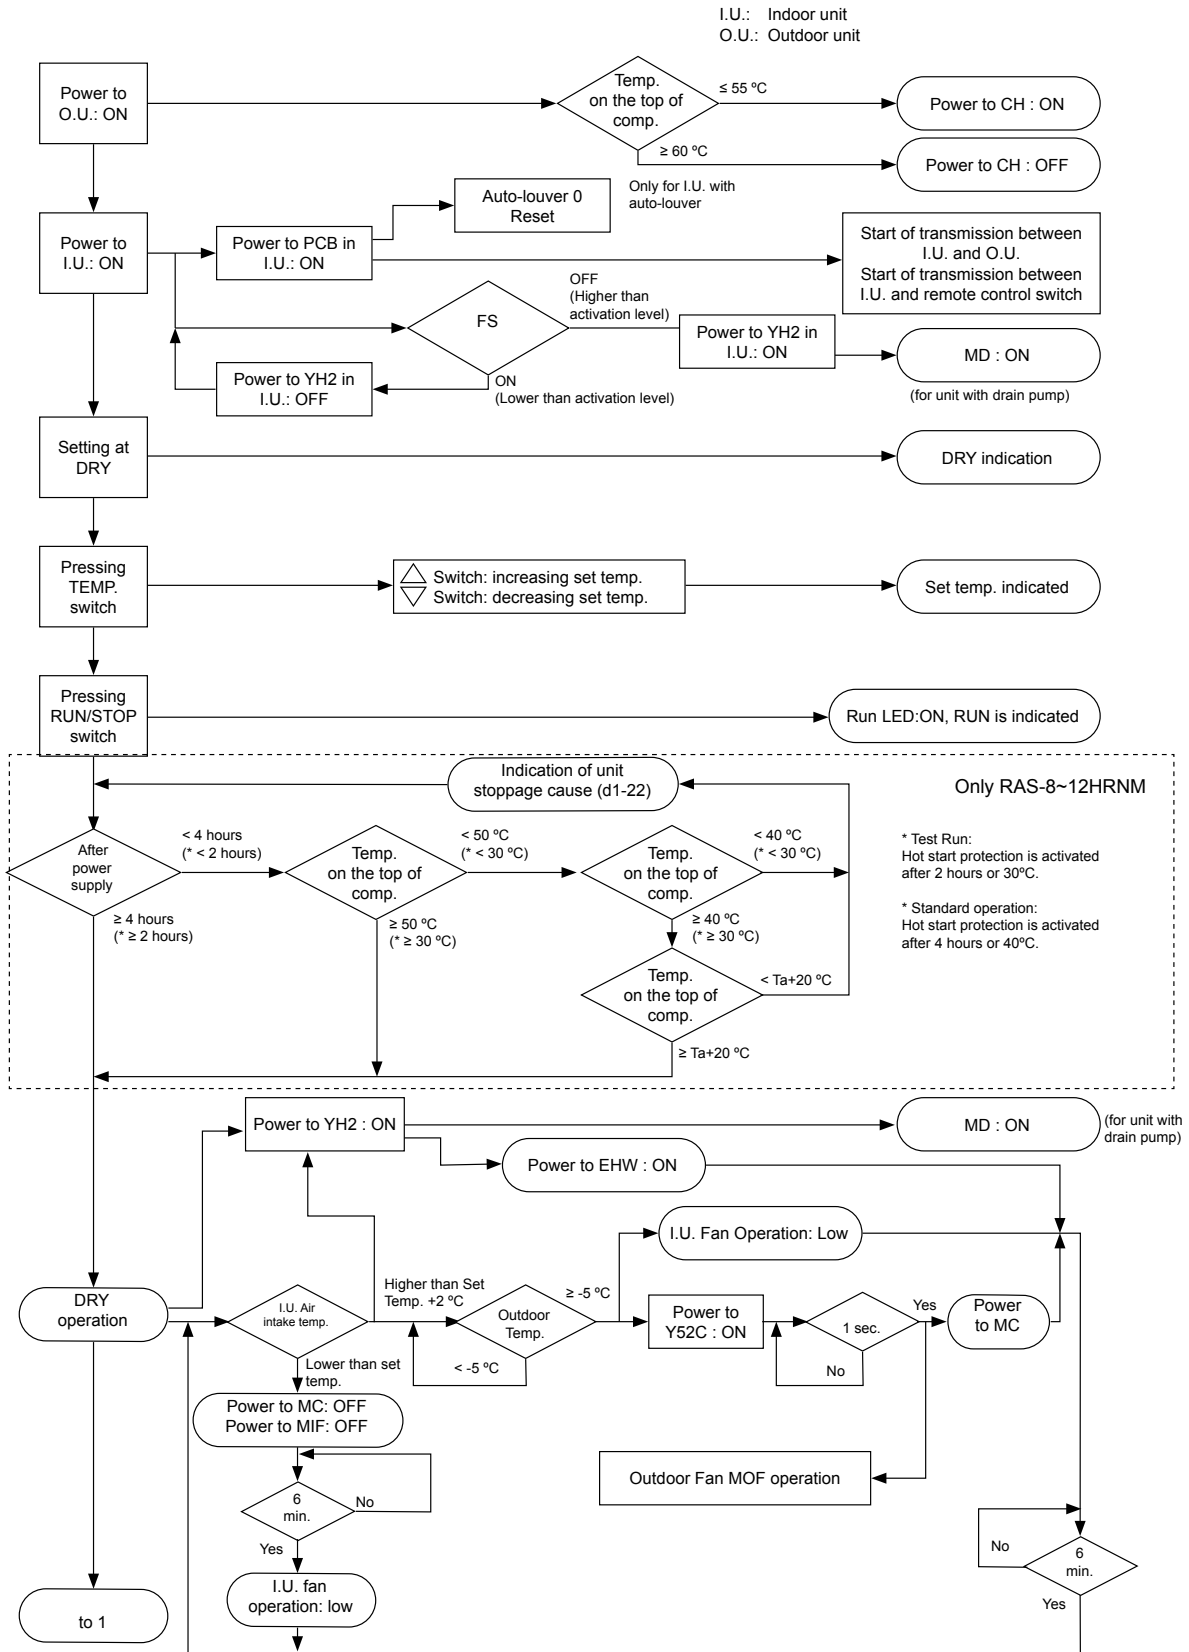 I.U.: Indoor unit
O.U.: Outdoor unit
Power to
O.U.: ON
Temp.
on the top of
comp.
≤ 55 ºC
Power to CH : ON
≥ 60 ºC
Power to CH : OFF
Only for I.U. with
auto-louver
Auto-louver 0
Reset
Power to
I.U.: ON
Power to PCB in
I.U.: ON
Start of transmission between
I.U. and O.U.
Start of transmission between
I.U. and remote control switch
FS
OFF
(Higher than
activation level)
Power to YH2 in
I.U.: ON
MD : ON
(for unit with drain pump)
Power to YH2 in
I.U.: OFF
ON
(Lower than activation level)
Setting at
DRY
DRY indication
Pressing
TEMP.
switch
Switch: increasing set temp.
Switch: decreasing set temp.
Set temp. indicated
Pressing
RUN/STOP
switch
Run LED:ON, RUN is indicated
Indication of unit
stoppage cause (d1-22)
Only RAS-8~12HRNM
After
power
supply
< 4 hours
(* < 2 hours)
Temp.
on the top of
comp.
< 50 ºC
(* < 30 ºC)
Temp.
on the top of
comp.
< 40 ºC
(* < 30 ºC)
* Test Run:
Hot start protection is activated
after 2 hours or 30ºC.
* Standard operation:
Hot start protection is activated
after 4 hours or 40ºC.
≥ 4 hours
(* ≥ 2 hours)
≥ 50 ºC
(* ≥ 30 ºC)
≥ 40 ºC
(* ≥ 30 ºC)
Temp.
on the top of
comp.
< Ta+20 ºC
≥ Ta+20 ºC
Power to YH2 : ON
MD : ON
(for unit with
drain pump)
Power to EHW : ON
I.U. Fan Operation: Low
DRY
operation
I.U. Air
intake temp.
Higher than Set
Temp. +2 ºC
Outdoor
Temp.
≥ -5 ºC
< -5 ºC
Power to
Y52C : ON
1 sec.
Yes
No
Power
to MC
Lower than set
temp.
Power to MC: OFF
Power to MIF: OFF
Outdoor Fan MOF operation
6
min.
No
Yes
I.U. fan
operation: low
No
6
min.
Yes
to 1